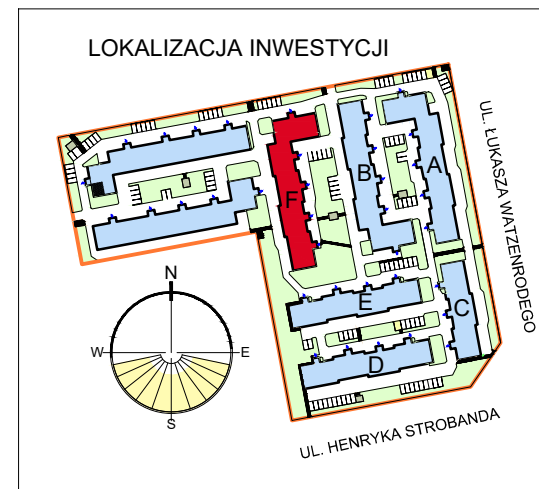 LOKALIZACJA INWESTYCJI
UL. ŁUKASZA WATZENRODEGO
A
B
F
C
E
D
N
W
E
S
UL. HENRYKA STROBANDA